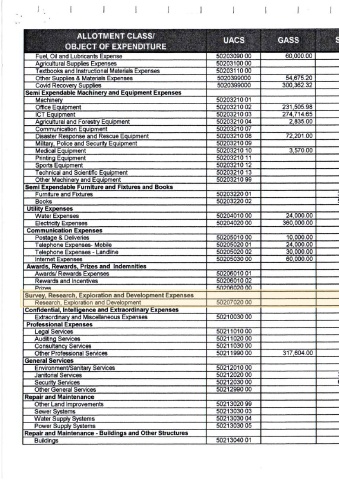 ALLOTMENT CLASS/ OBJECT OF EXPENDITURE UACS GASS
Fuel, Oil and Lubricants Expense 50203090 00 60,000.00
Agricultural Supplies Expenses 50203100 00
Textbooks and Instructional Materials Expenses 50203110 00
Other Supplies & Materials Expenses 50203990 00 54,675.20
Covid Recovery Supplies 50203990 00 300,362.32
Semi Expendable Machinery and Equipment Expenses
Machinery 50203210 01
Office Equipment 50203210 02 231,505.98
ICT Equipment 50203210 03 274,714.65
Agricultural and Forestry Equipment 50203210 04 2,835.00
Communication Equipment 50203210 07
Disaster Response and Rescue Equipment 50203210 08 72,201.00
Military, Police and Security Equipment 50203210 09
Medical Equipment 50203210 10 3,570.00
Printing Equipment 50203210 11
Sports Equipment 50203210 12
Technical and Scientific Equipment 50203210 13
Other Machinery and Equipment 50203210 99
Semi Expendable Furniture and Fixtures and Books
Furniture and Fixtures 50203220 01
Books 50203220 02
Utility Expenses
Water Expenses 50204010 00 24,000.00
Electricity Expenses 50204020 00 360,000.00
Communication Expenses
Postage & Deliveries 50205010 00 10,000.00
Telephone Expenses- Mobile 50205020 01 24,000.00
Telephone Expenses - Landline 50205020 02 30,000.00
Internet Expenses 50205030 00 60,000.00
Awards, Rewards, Prizes and Indemnities
Awards/ Rewards Expenses 50206010 01
Rewards and Incentives 50206010 02
Prizes 50206020 00
Survey, Research, Exploration and Development Expenses
Research, Exploration and Development 50207020 00
Confidential, Intelligence and Extraordinary Expenses
Extraordinary and Miscellaneous Expenses 50210030 00
Professional Expenses
Legal Services 50211010 00
Auditing Services 50211020 00
Consultancy Services 50211030 00
Other Professional Services 50211990 00 317,604.00
General Services
Environment/Sanitary Services 50212010 00
Janitorial Services 50212020 00
Security Services 50212030 00
Other General Services 50212990 00
Repair and Maintenance
Other Land improvements 50213020 99
Sewer Systems 50213030 03
Water Supply Systems 50213030 04
Power Supply Systems 50213030 05
Repair and Maintenance - Buildings and Other Structures
Buildings 50213040 01